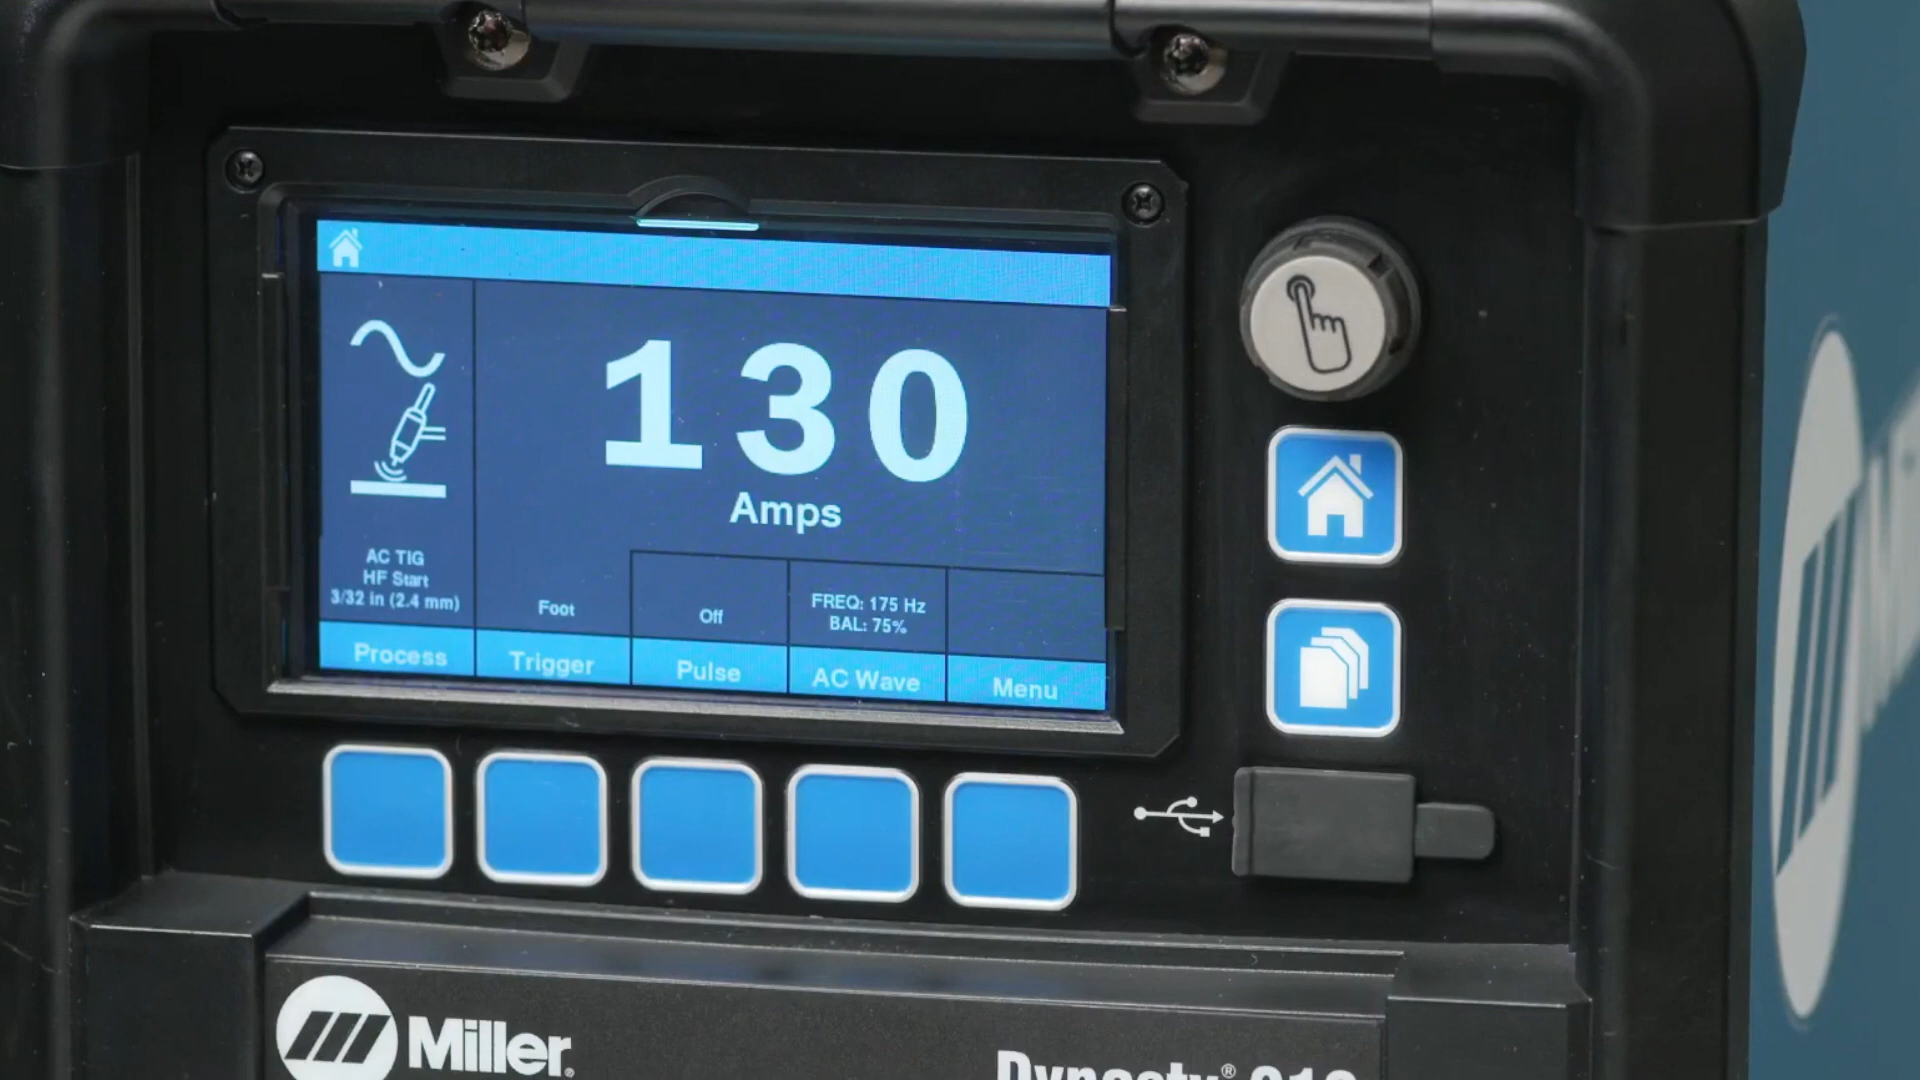 130
Amps
AC TIG
HF Start
3/32 in (2.4 mm)
Foot
Off
FREQ: 175 Hz
BAL: 75%
Process
Trigger
Pulse
AC Wave
Menu
Miller®
Dynasty®